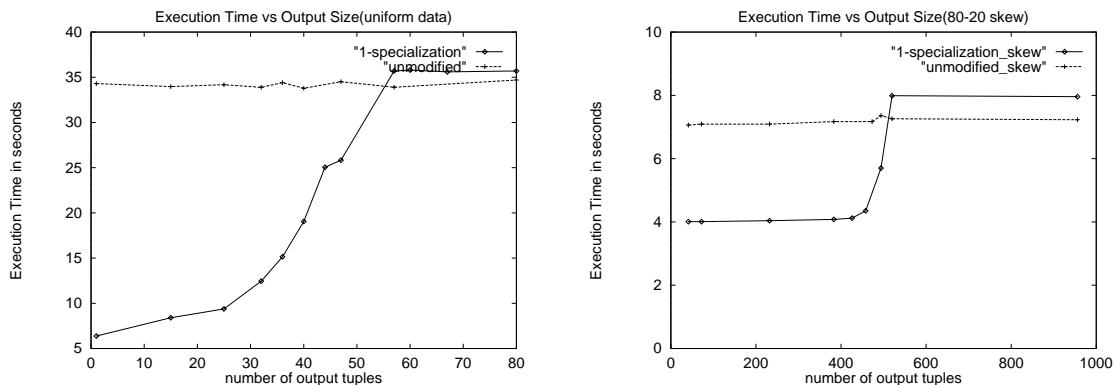 Execution Time vs Output Size(uniform data)
40
35
30
25
20
15
10
5
0 10 20 30 40 50 60 70 80
Execution Time in seconds
number of output tuples
"1-specialization"
"unmodified"
Execution Time vs Output Size(80-20 skew)
10
8
6
4
2
0
0 200 400 600 800 1000
Execution Time in seconds
number of output tuples
"1-specialization_skew"
"unmodified_skew"